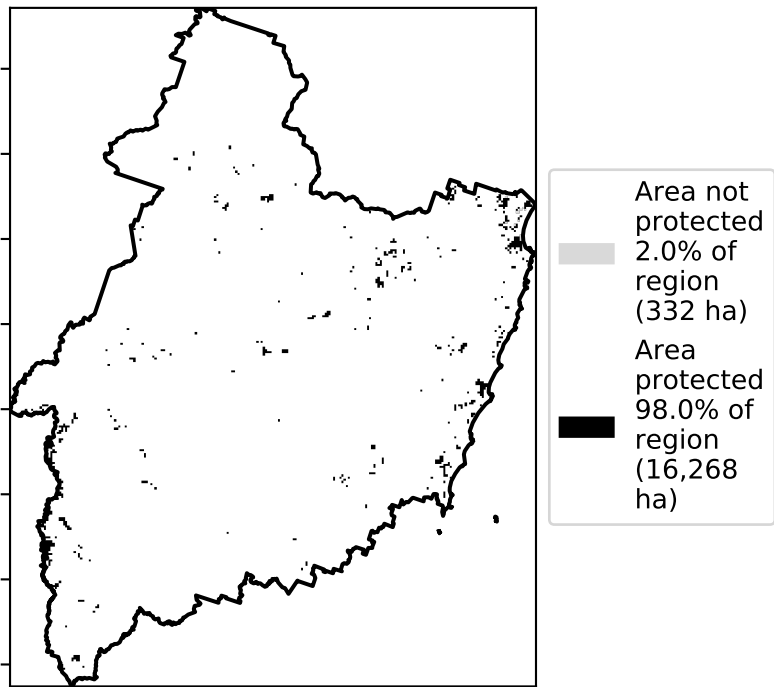 Area not
protected
2.0% of
region
(332 ha)
Area
protected
98.0% of
region
(16,268
ha)